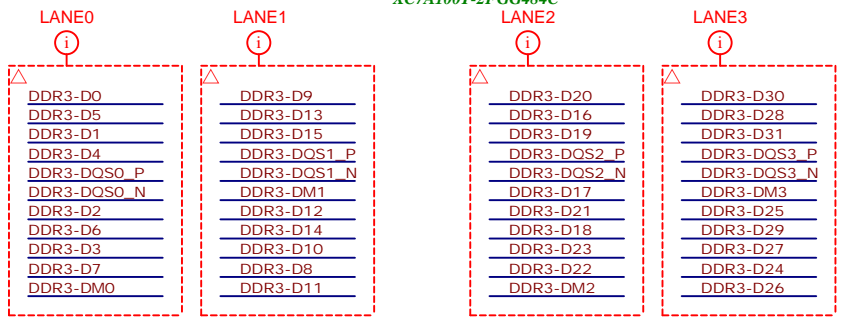 XC7A100T-2FGG484C
LANE0
i
DDR3-D0
DDR3-D5
DDR3-D1
DDR3-D4
DDR3-DQS0_P
DDR3-DQS0_N
DDR3-D2
DDR3-D6
DDR3-D3
DDR3-D7
DDR3-DM0
LANE1
i
DDR3-D9
DDR3-D13
DDR3-D15
DDR3-DQS1_P
DDR3-DQS1_N
DDR3-DM1
DDR3-D12
DDR3-D14
DDR3-D10
DDR3-D8
DDR3-D11
LANE2
i
DDR3-D20
DDR3-D16
DDR3-D19
DDR3-DQS2_P
DDR3-DQS2_N
DDR3-D17
DDR3-D21
DDR3-D18
DDR3-D23
DDR3-D22
DDR3-DM2
LANE3
i
DDR3-D30
DDR3-D28
DDR3-D31
DDR3-DQS3_P
DDR3-DQS3_N
DDR3-DM3
DDR3-D25
DDR3-D29
DDR3-D27
DDR3-D24
DDR3-D26